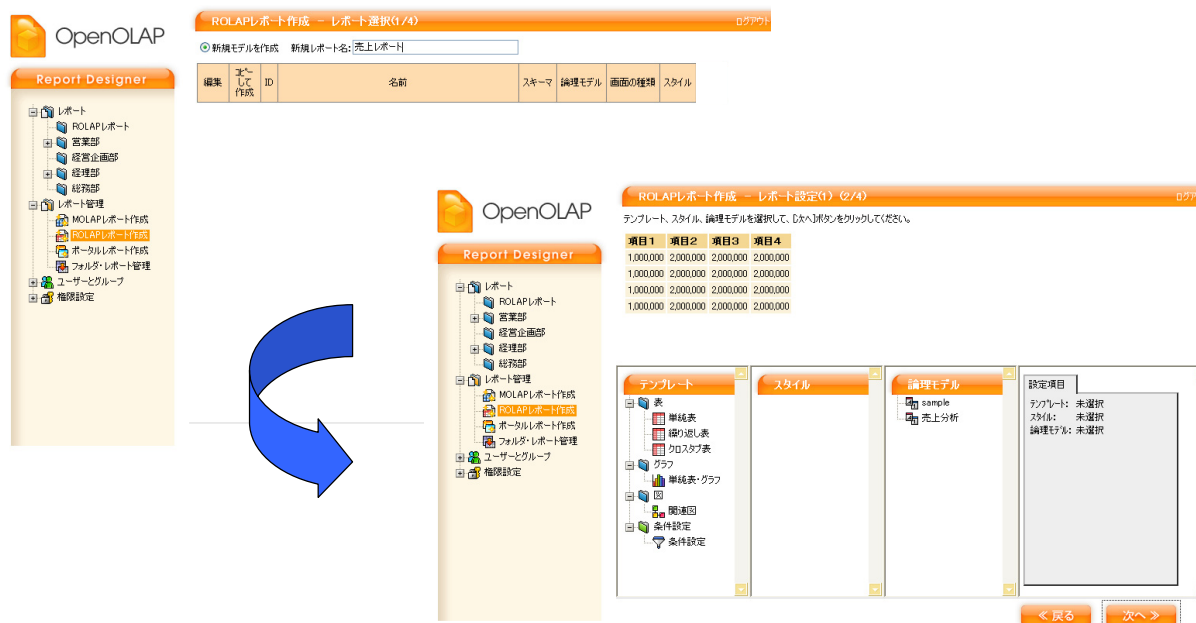 OpenOLAP
Report Designer
レポート
ROLAPレポート
営業部
経営企画部
経理部
総務部
レポート管理
MOLAPレポート作成
ROLAPレポート作成
ポータルレポート作成
フォルダ・レポート管理
ユーザーとグループ
権限設定
ROLAPレポート作成 － レポート選択(1/4)
ログアウト
新規モデルを作成 新規レポート名: 売上レポート
編集 コピーして作成 ID 名前 スキーマ 論理モデル 画面の種類 スタイル
OpenOLAP
Report Designer
レポート
ROLAPレポート
営業部
経営企画部
経理部
総務部
レポート管理
MOLAPレポート作成
ROLAPレポート作成
ポータルレポート作成
フォルダ・レポート管理
ユーザーとグループ
権限設定
ROLAPレポート作成 － レポート設定(1) (2/4)
ログア
テンプレート、スタイル、論理モデルを選択して、[次へ]ボタンをクリックしてください。
項目1 項目2 項目3 項目4
1,000,000 2,000,000 2,000,000 2,000,000
1,000,000 2,000,000 2,000,000 2,000,000
1,000,000 2,000,000 2,000,000 2,000,000
1,000,000 2,000,000 2,000,000 2,000,000
テンプレート
表
単純表
繰り返し表
クロスタブ表
グラフ
単純表・グラフ
図
関連図
条件設定
条件設定
スタイル
論理モデル
sample
売上分析
設定項目
テンプレート: 未選択
スタイル: 未選択
論理モデル: 未選択
≪ 戻る
次へ ≫